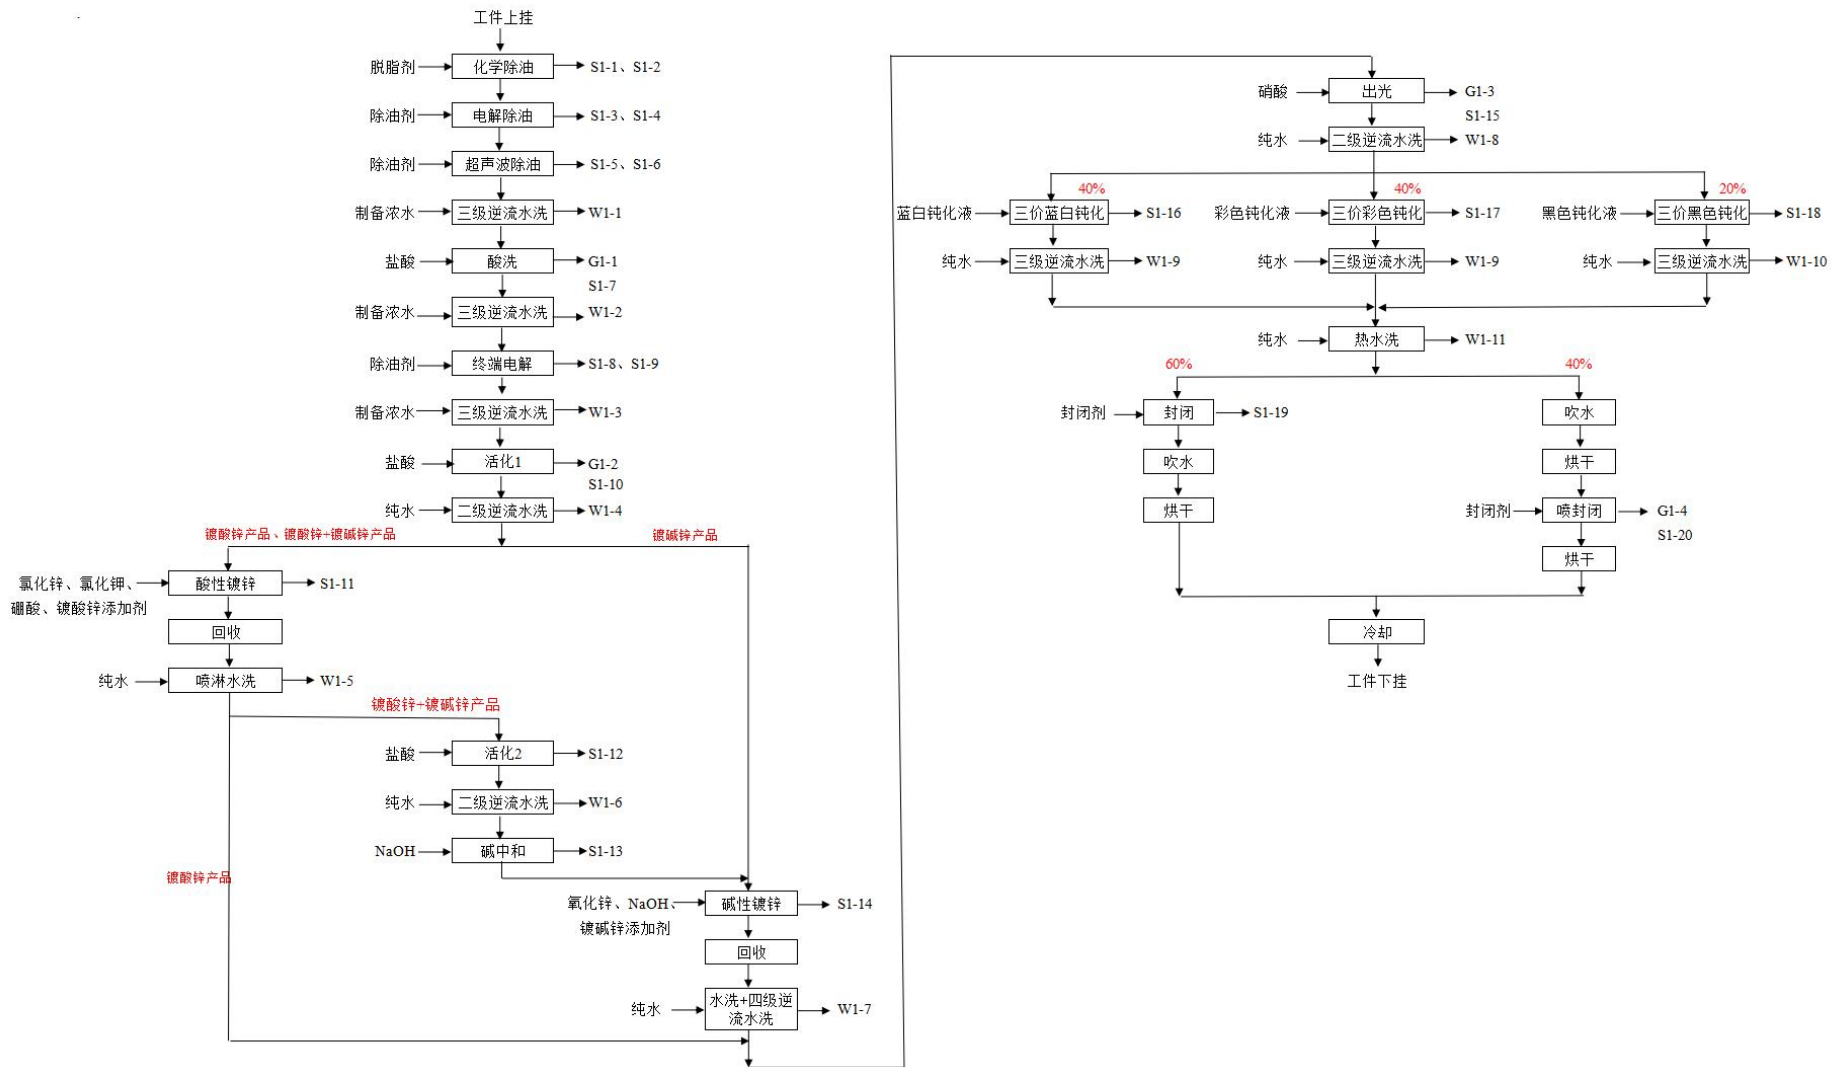 工件上挂
脱脂剂
化学除油
S1-1、S1-2
除油剂
电解除油
S1-3、S1-4
除油剂
超声波除油
S1-5、S1-6
制备浓水
三级逆流水洗
W1-1
盐酸
酸洗
G1-1
S1-7
制备浓水
三级逆流水洗
W1-2
除油剂
终端电解
S1-8、S1-9
制备浓水
三级逆流水洗
W1-3
盐酸
活化1
G1-2
S1-10
纯水
二级逆流水洗
W1-4
镀酸锌产品、镀酸锌+镀碱锌产品
镀碱锌产品
氯化锌、氯化钾、
硼酸、镀酸锌添加剂
酸性镀锌
S1-11
回收
纯水
喷淋水洗
W1-5
镀酸锌+镀碱锌产品
盐酸
活化2
S1-12
纯水
二级逆流水洗
W1-6
NaOH
碱中和
S1-13
镀酸锌产品
氧化锌、NaOH、
镀碱锌添加剂
碱性镀锌
S1-14
回收
纯水
水洗+四级逆
流水洗
W1-7
硝酸
出光
G1-3
S1-15
纯水
二级逆流水洗
W1-8
40%
40%
20%
蓝白钝化液
三价蓝白钝化
S1-16
彩色钝化液
三价彩色钝化
S1-17
黑色钝化液
三价黑色钝化
S1-18
纯水
三级逆流水洗
W1-9
纯水
三级逆流水洗
W1-9
纯水
三级逆流水洗
W1-10
纯水
热水洗
W1-11
60%
40%
封闭剂
封闭
S1-19
吹水
吹水
烘干
烘干
封闭剂
喷封闭
G1-4
S1-20
烘干
冷却
工件下挂